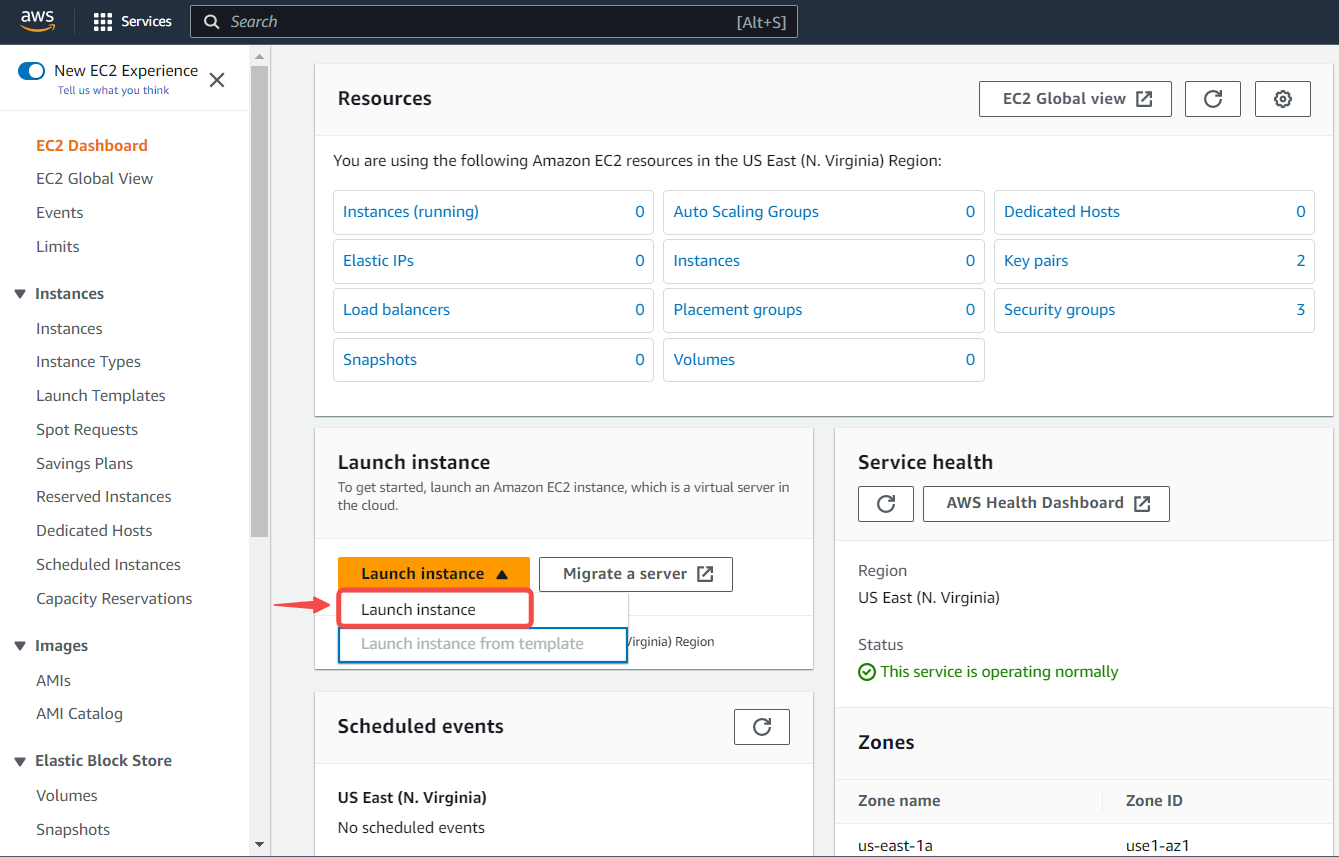 aws
Services
Search
[Alt+S]
New EC2 Experience
Tell us what you think
EC2 Dashboard
EC2 Global View
Events
Limits
Instances
Instances
Instance Types
Launch Templates
Spot Requests
Savings Plans
Reserved Instances
Dedicated Hosts
Scheduled Instances
Capacity Reservations
Images
AMIs
AMI Catalog
Elastic Block Store
Volumes
Snapshots
Resources
EC2 Global view
You are using the following Amazon EC2 resources in the US East (N. Virginia) Region:
Instances (running) 0
Auto Scaling Groups 0
Dedicated Hosts 0
Elastic IPs 0
Instances 0
Key pairs 2
Load balancers 0
Placement groups 0
Security groups 3
Snapshots 0
Volumes 0
Launch instance
To get started, launch an Amazon EC2 instance, which is a virtual server in
the cloud.
Launch instance
Migrate a server
Launch instance
Launch instance from template
Virginia) Region
Scheduled events
US East (N. Virginia)
No scheduled events
Service health
AWS Health Dashboard
Region
US East (N. Virginia)
Status
This service is operating normally
Zones
Zone name
Zone ID
us-east-1a
use1-az1